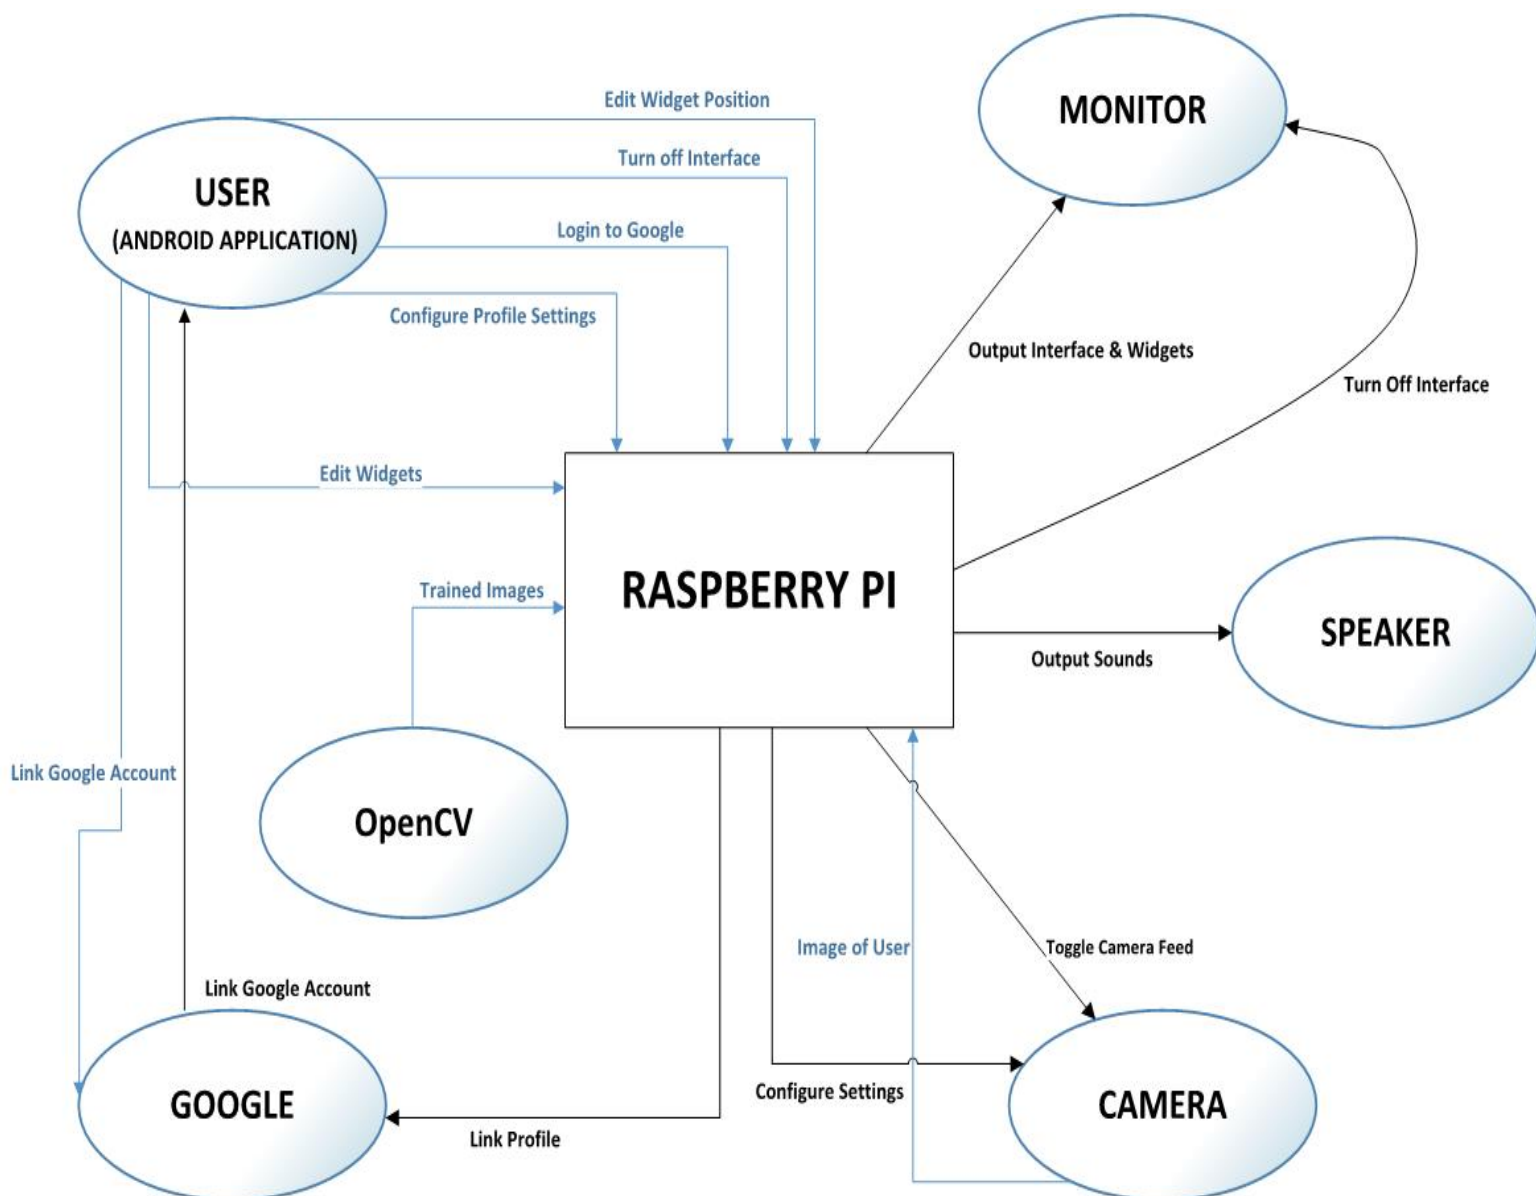 MONITOR
Edit Widget Position
Turn off Interface
USER
(ANDROID APPLICATION)
Login to Google
Configure Profile Settings
Output Interface & Widgets
Turn Off Interface
Edit Widgets
Trained Images
RASPBERRY PI
SPEAKER
Output Sounds
Link Google Account
OpenCV
Image of User
Toggle Camera Feed
Link Google Account
Configure Settings
GOOGLE
CAMERA
Link Profile